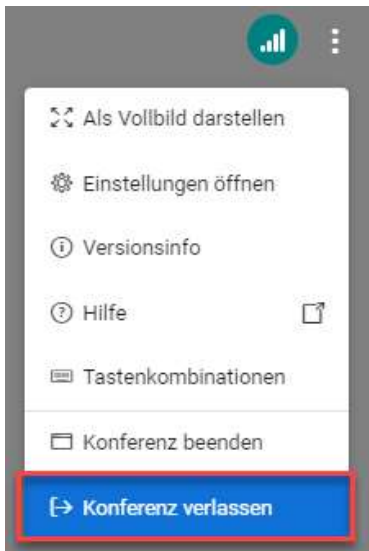 Als Vollbild darstellen
Einstellungen öffnen
Versionsinfo
Hilfe
Tastenkombinationen
Konferenz beenden
Konferenz verlassen